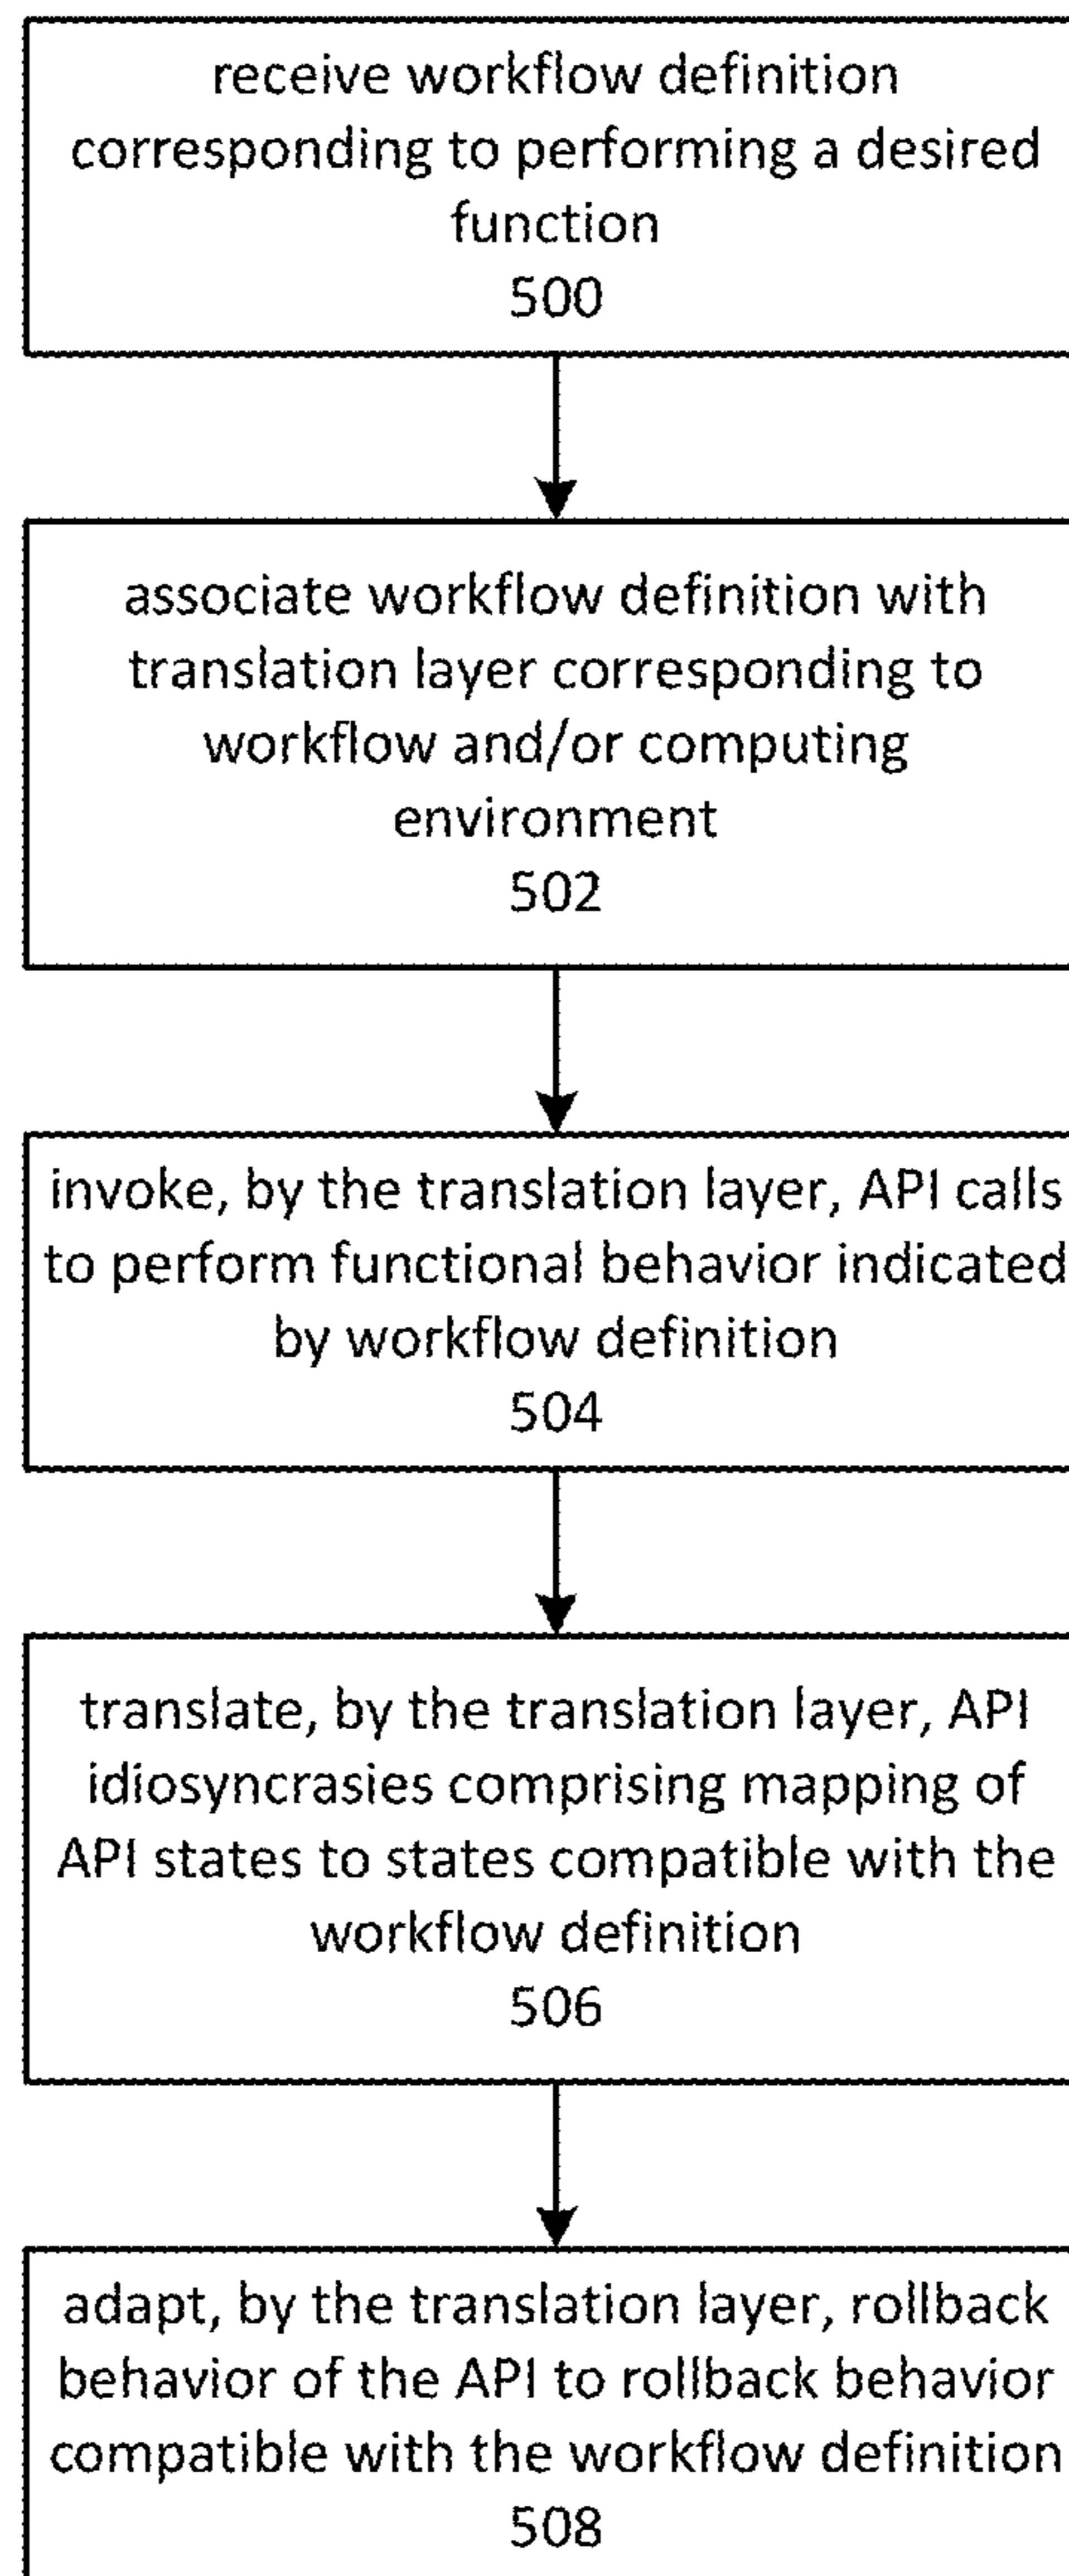 receive workflow definition
corresponding to performing a desired
function
500
associate workflow definition with
translation layer corresponding to
workflow and/or computing
environment
502
invoke, by the translation layer, API calls
to perform functional behavior indicated
by workflow definition
504
translate, by the translation layer, API
idiosyncrasies comprising mapping of
API states to states compatible with the
workflow definition
506
adapt, by the translation layer, rollback
behavior of the API to rollback behavior
compatible with the workflow definition
508